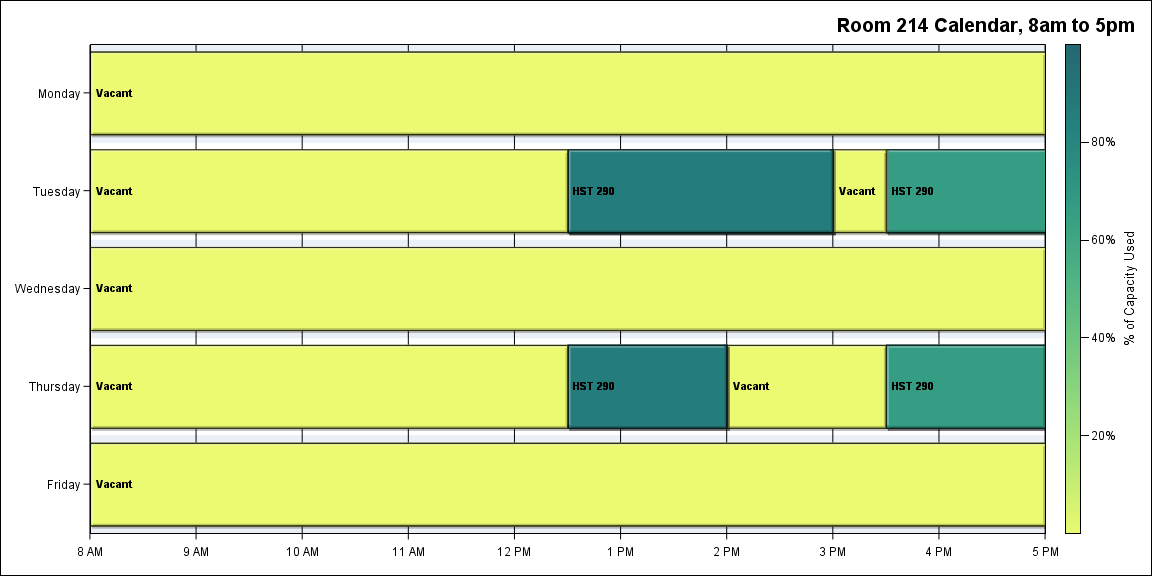 Room 214 Calendar, 8am to 5pm
Monday
Vacant
Tuesday
Vacant
HST 290
Vacant
HST 290
Wednesday
Vacant
Thursday
Vacant
HST 290
Vacant
HST 290
Friday
Vacant
8 AM
9 AM
10 AM
11 AM
12 PM
1 PM
2 PM
3 PM
4 PM
5 PM
80%
60%
40%
20%
% of Capacity Used